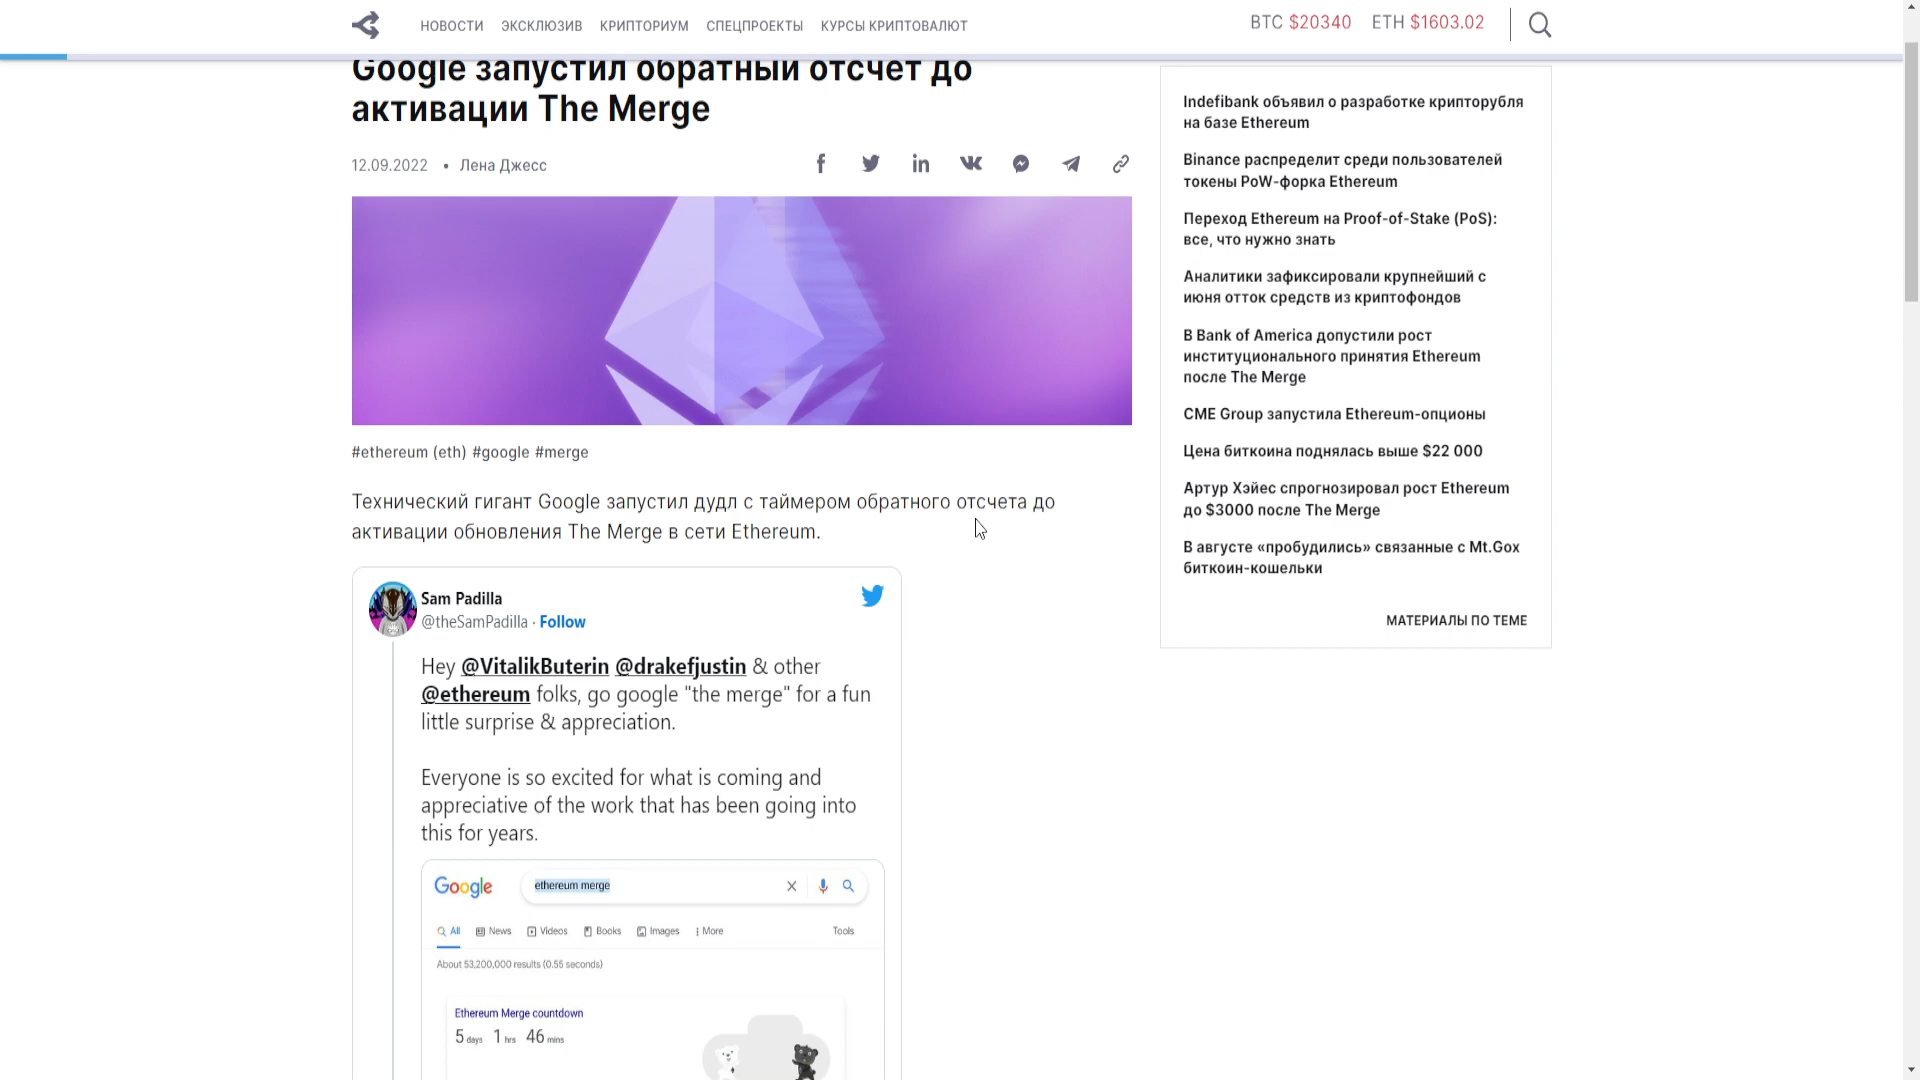 НОВОСТИ ЭКСКЛЮЗИВ КРИПТОРИУМ СПЕЦПРОЕКТЫ КУРСЫ КРИПТОВАЛЮТ
BTC $20340 ETH $1603.02
Google запустил обратный отсчет до
активации The Merge
12.09.2022 • Лена Джесс
#ethereum (eth) #google #merge
Технический гигант Google запустил дудл с таймером обратного отсчета до
активации обновления The Merge в сети Ethereum.
Sam Padilla
@theSamPadilla · Follow
Hey @VitalikButerin @drakefjustin & other
@ethereum folks, go google "the merge" for a fun
little surprise & appreciation.
Everyone is so excited for what is coming and
appreciative of the work that has been going into
this for years.
Google ethereum merge
All News Videos Books Images More Tools
About 53,200,000 results (0.55 seconds)
Ethereum Merge countdown
5 days 1 hrs 46 mins
Indefibank объявил о разработке крипторубля
на базе Ethereum
Binance распределит среди пользователей
токены PoW-форка Ethereum
Переход Ethereum на Proof-of-Stake (PoS):
все, что нужно знать
Аналитики зафиксировали крупнейший с
июня отток средств из криптофондов
В Bank of America допустили рост
институционального принятия Ethereum
после The Merge
CME Group запустила Ethereum-опционы
Цена биткоина поднялась выше $22 000
Артур Хэйес спрогнозировал рост Ethereum
до $3000 после The Merge
В августе «пробудились» связанные с Mt.Gox
биткоин-кошельки
МАТЕРИАЛЫ ПО ТЕМЕ